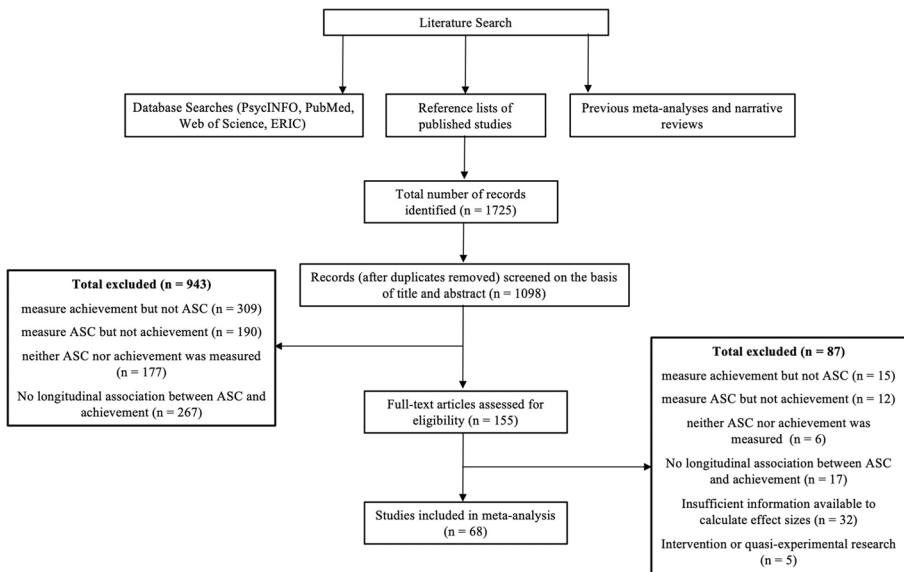 Literature Search
Database Searches (PsycINFO, PubMed,
Web of Science, ERIC)
Reference lists of
published studies
Previous meta-analyses and narrative
reviews
Total number of records
identified (n = 1725)
Records (after duplicates removed) screened on the basis
of title and abstract (n = 1098)
Total excluded (n = 943)
measure achievement but not ASC (n = 309)
measure ASC but not achievement (n = 190)
neither ASC nor achievement was measured
(n = 177)
No longitudinal association between ASC and
achievement (n = 267)
Full-text articles assessed for
eligibility (n = 155)
Total excluded (n = 87)
measure achievement but not ASC (n = 15)
measure ASC but not achievement (n = 12)
neither ASC nor achievement was
measured (n = 6)
No longitudinal association between ASC
and achievement (n = 17)
Insufficient information available to
calculate effect sizes (n = 32)
Intervention or quasi-experimental research
(n = 5)
Studies included in meta-analysis
(n = 68)